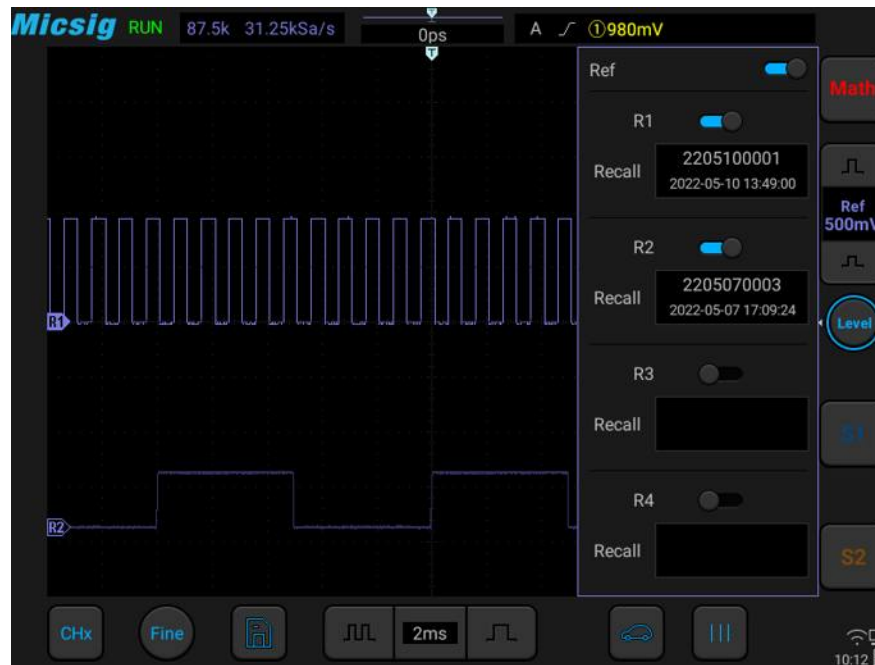 Micsig RUN 87.5k 31.25kSa/s 0ps A ①980mV
T
T
Ref
Math
R1
Recall
2205100001
2022-05-10 13:49:00
Ref
500mV
R2
Recall
2205070003
2022-05-07 17:09:24
R1
Level
R3
Recall
S1
R4
R2
Recall
S2
CHx
Fine
2ms
10:12